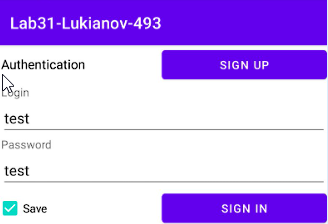 Lab31-Lukianov-493
Authentication SIGN UP
Login
test
Password
test
Save SIGN IN